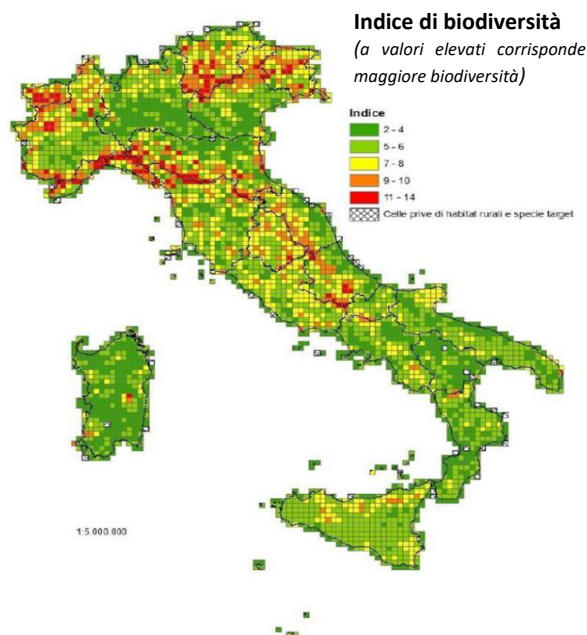 Indice di biodiversità
(a valori elevati corrisponde
maggiore biodiversità)
Indice
2 - 4
5 - 6
7 - 8
9 - 10
11 - 14
Celle prive di habitat rurali e specie target
1:5.000.000